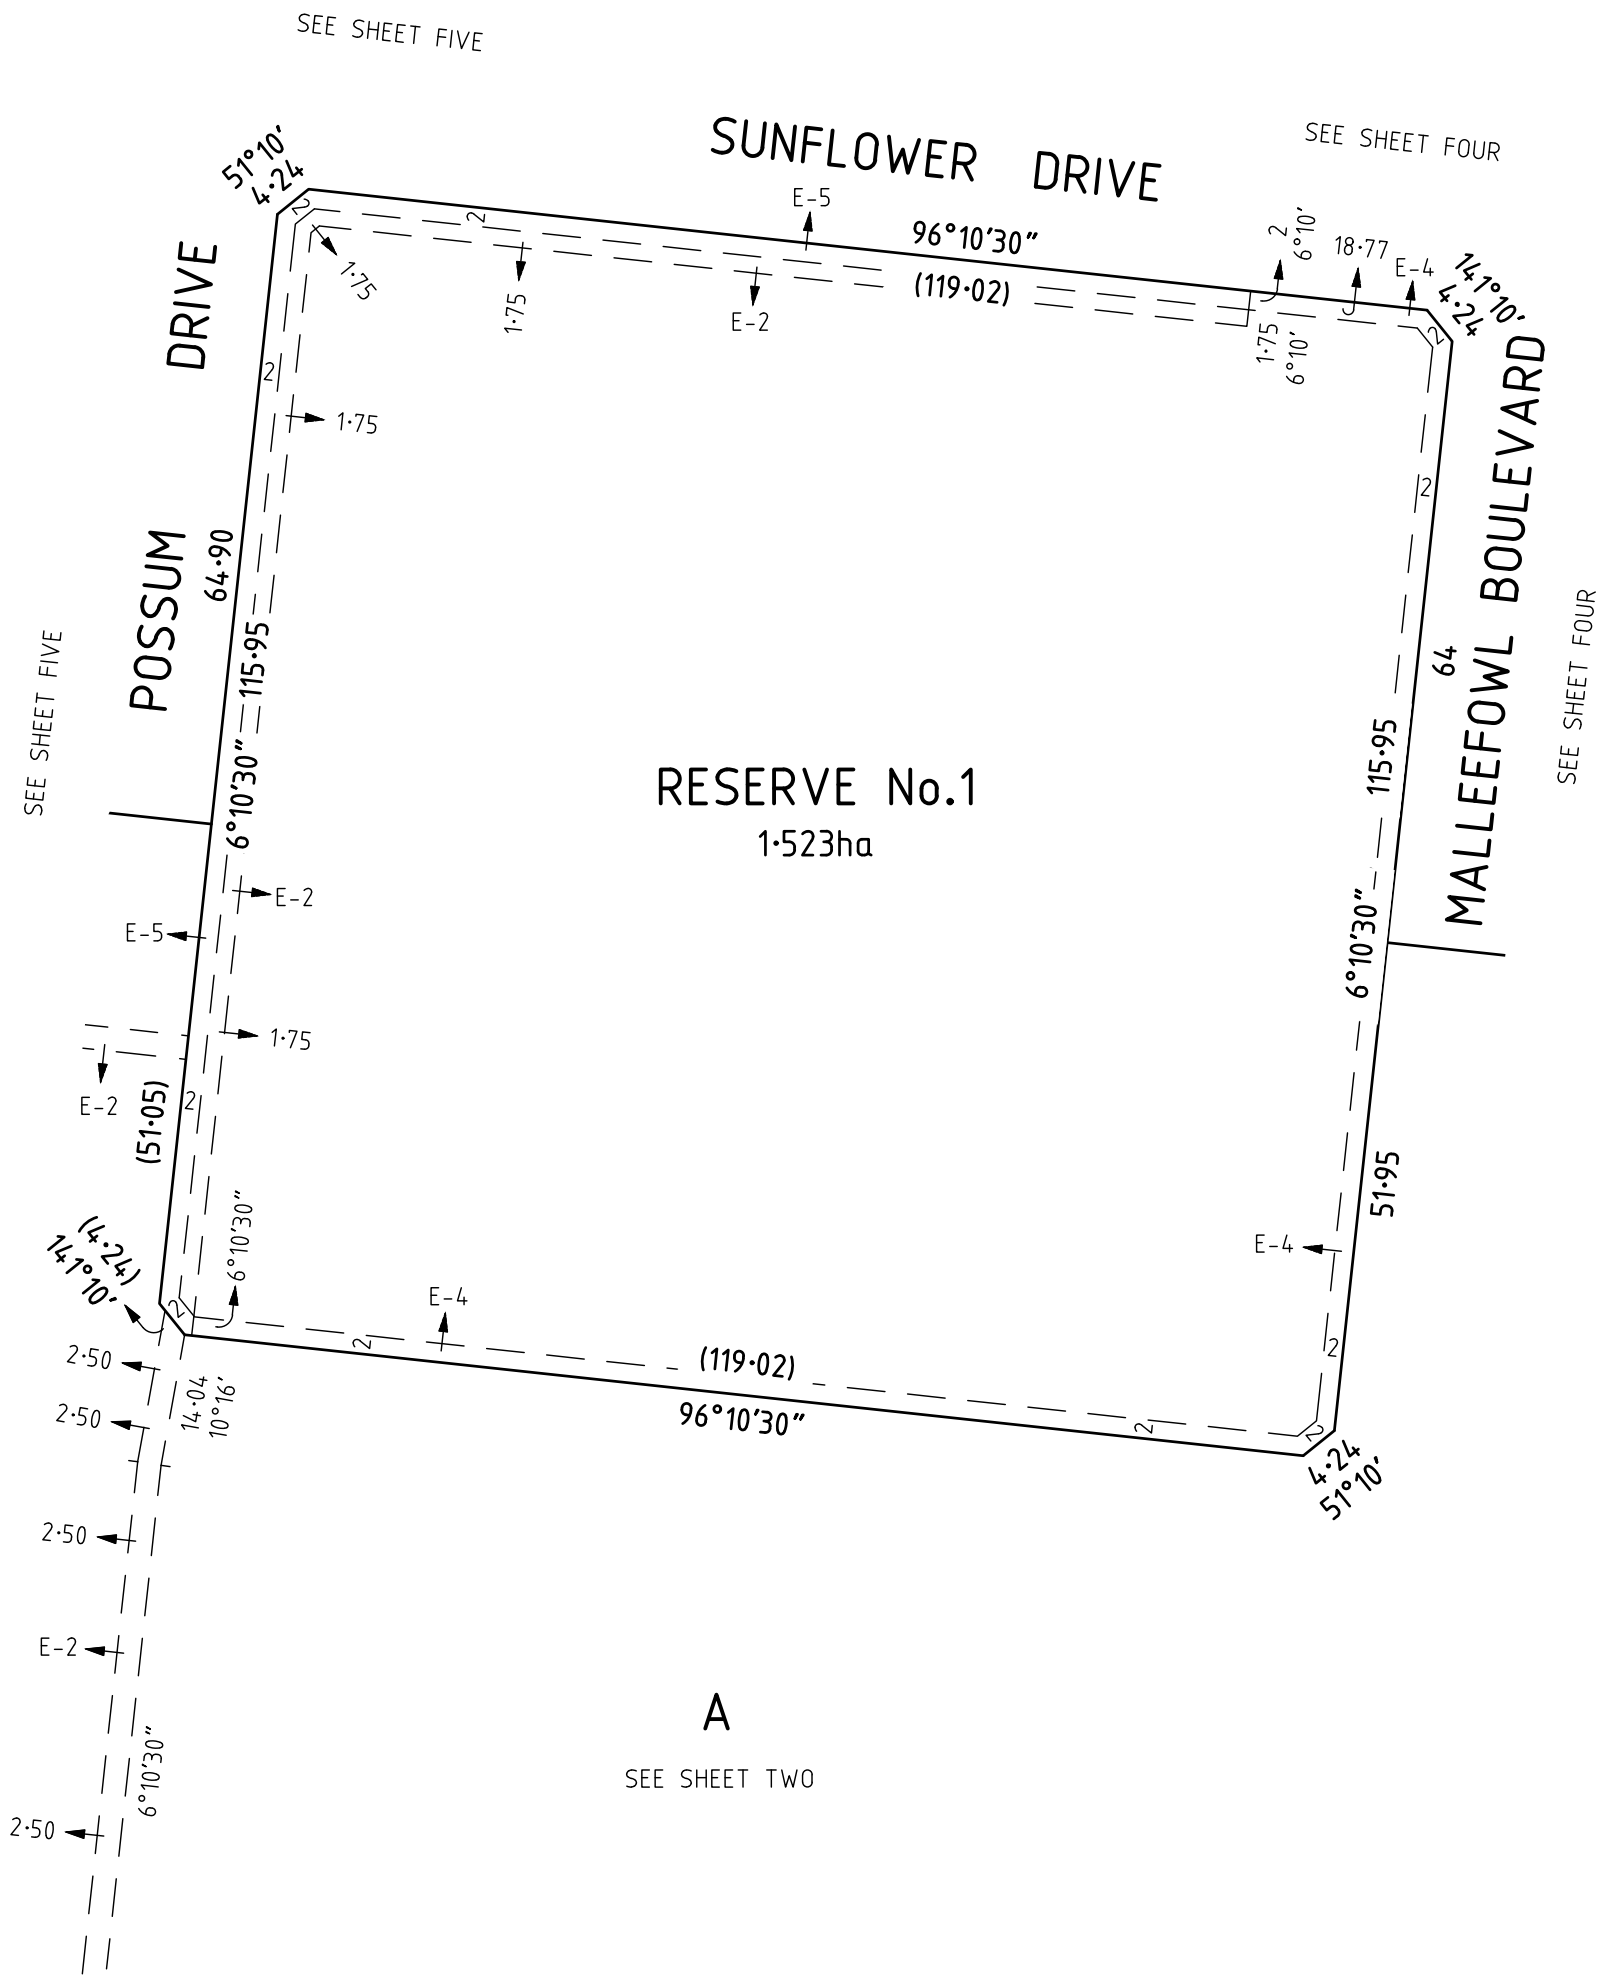 SEE SHEET FIVE
SUNFLOWER DRIVE
SEE SHEET FOUR
51°10'
4·24
2
2
E-5
96°10'30"
(119·02)
2
6°10'
18·77
E-4
141°10'
4·24
2
1·75
1·75
E-2
1·75
6°10'
POSSUM DRIVE
2
1·75
2
MALLEEFOWL BOULEVARD
64·90
115·95
6°10'30"
SEE SHEET FIVE
64
115·95
6°10'30"
SEE SHEET FOUR
RESERVE No.1
1·523ha
E-2
E-5
1·75
E-2
(51·05)
2
51·95
E-4
6°10'30"
(4·24)
141°10'
2
E-4
2
(119·02)
96°10'30"
2
2
2
4·24
51°10'
2·50
2·50
14·04
10°16'
2·50
E-2
6°10'30"
2·50
A
SEE SHEET TWO